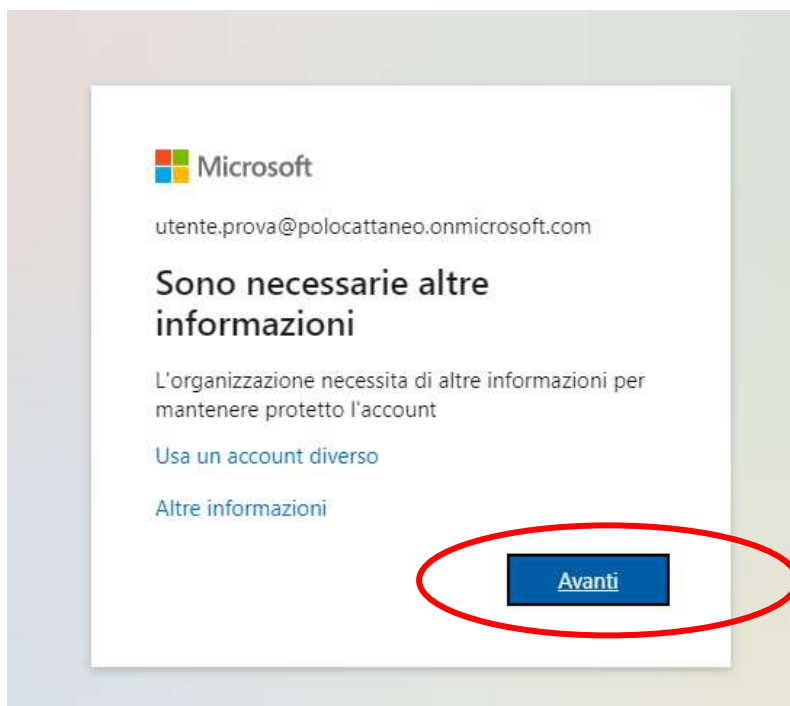 Microsoft
utente.prova@polocattaneo.onmicrosoft.com
Sono necessarie altre
informazioni
L'organizzazione necessita di altre informazioni per
mantenere protetto l'account
Usa un account diverso
Altre informazioni
Avanti